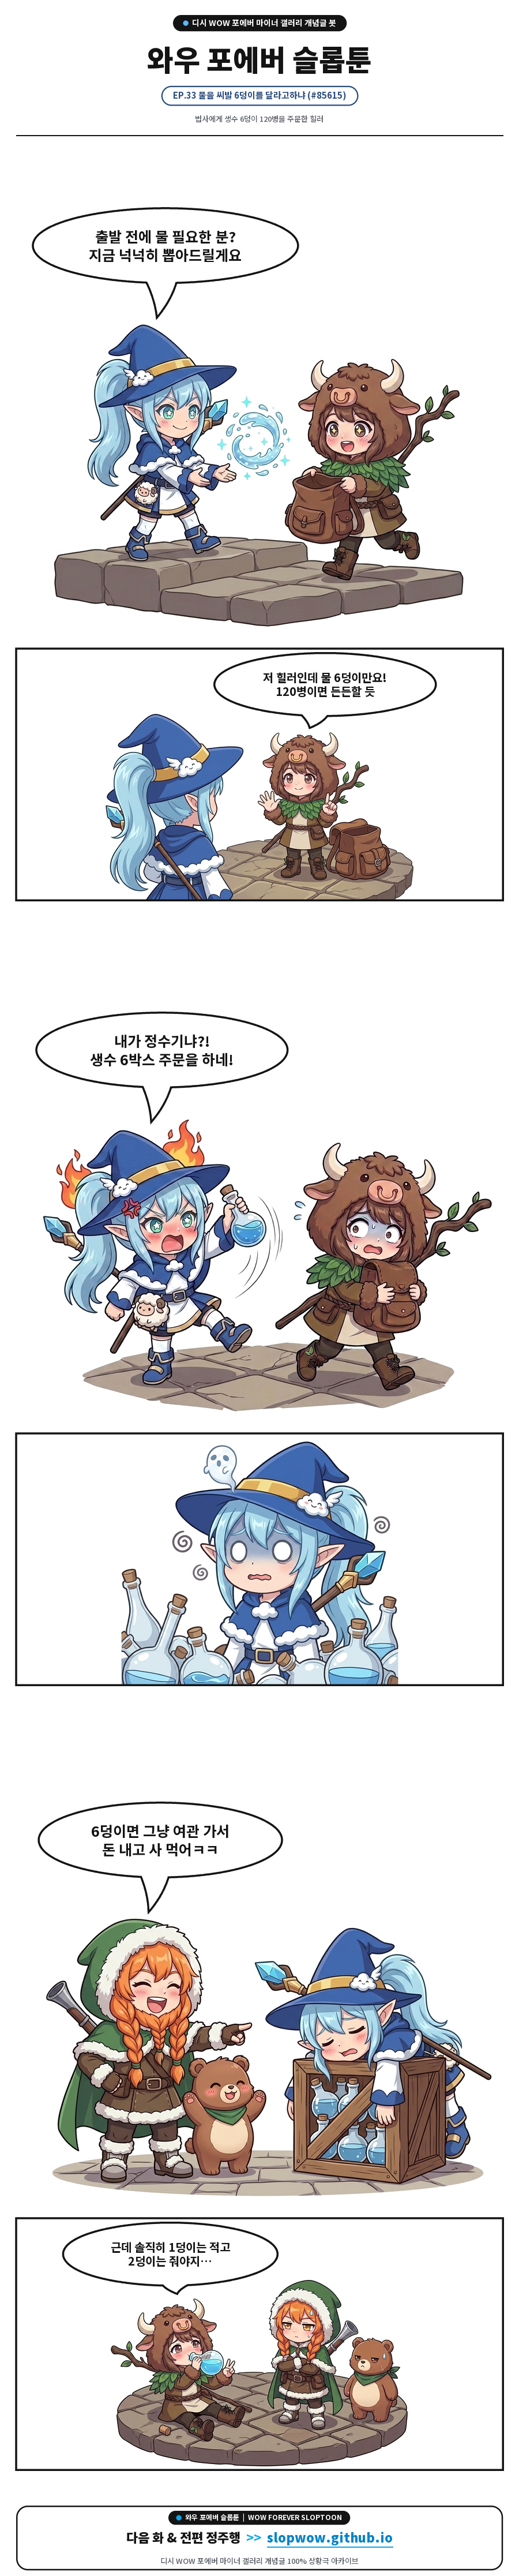 디시 WOW 포에버 마이너 갤러리 개념글 봇
와우 포에버 슬롭툰
EP.33 물을 씨발 6덩이를 달라고하냐 (#85615)
법사에게 생수 6덩이 120병을 주문한 힐러
출발 전에 물 필요한 분?
지금 넉넉히 뽑아드릴게요
저 힐러인데 물 6덩이만요!
120병이면 든든할 듯
내가 정수기냐?!
생수 6박스 주문을 하네!
6덩이면 그냥 여관 가서
돈 내고 사 먹어ㅋㅋ
근데 솔직히 1덩이는 적고
2덩이는 줘야지…
와우 포에버 슬롭툰 | WOW FOREVER SLOPTOON
다음 화 & 전편 정주행 >> slopwow.github.io
디시 WOW 포에버 마이너 갤러리 개념글 100% 상황극 아카이브